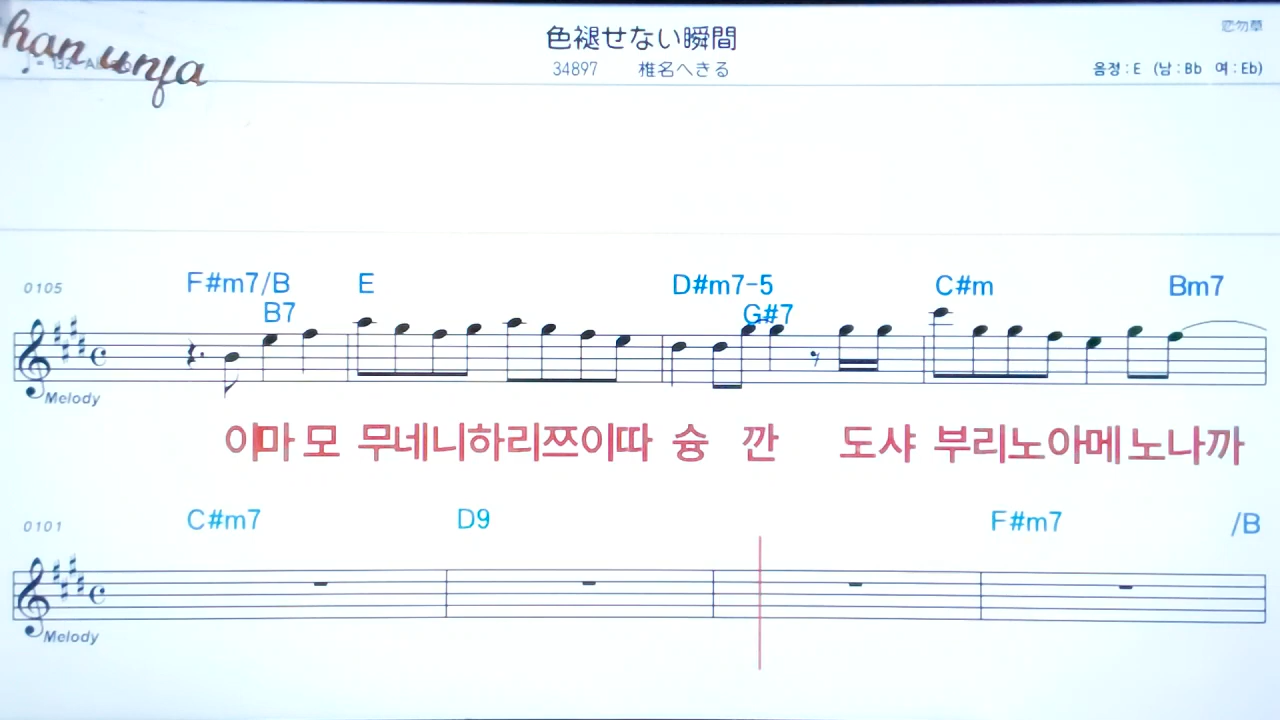 han unja
色褪せない瞬間
恋勿草
34897 椎名へきる
음정 : E (남 : Bb 여 : Eb)
0105 F#m7/B E D#m7-5 C#m Bm7
B7 G#7
Melody
이마 모 무네니하리쯔이따 슝 깐 도샤 부리노아메 노나까
0101 C#m7 D9 F#m7 /B
Melody